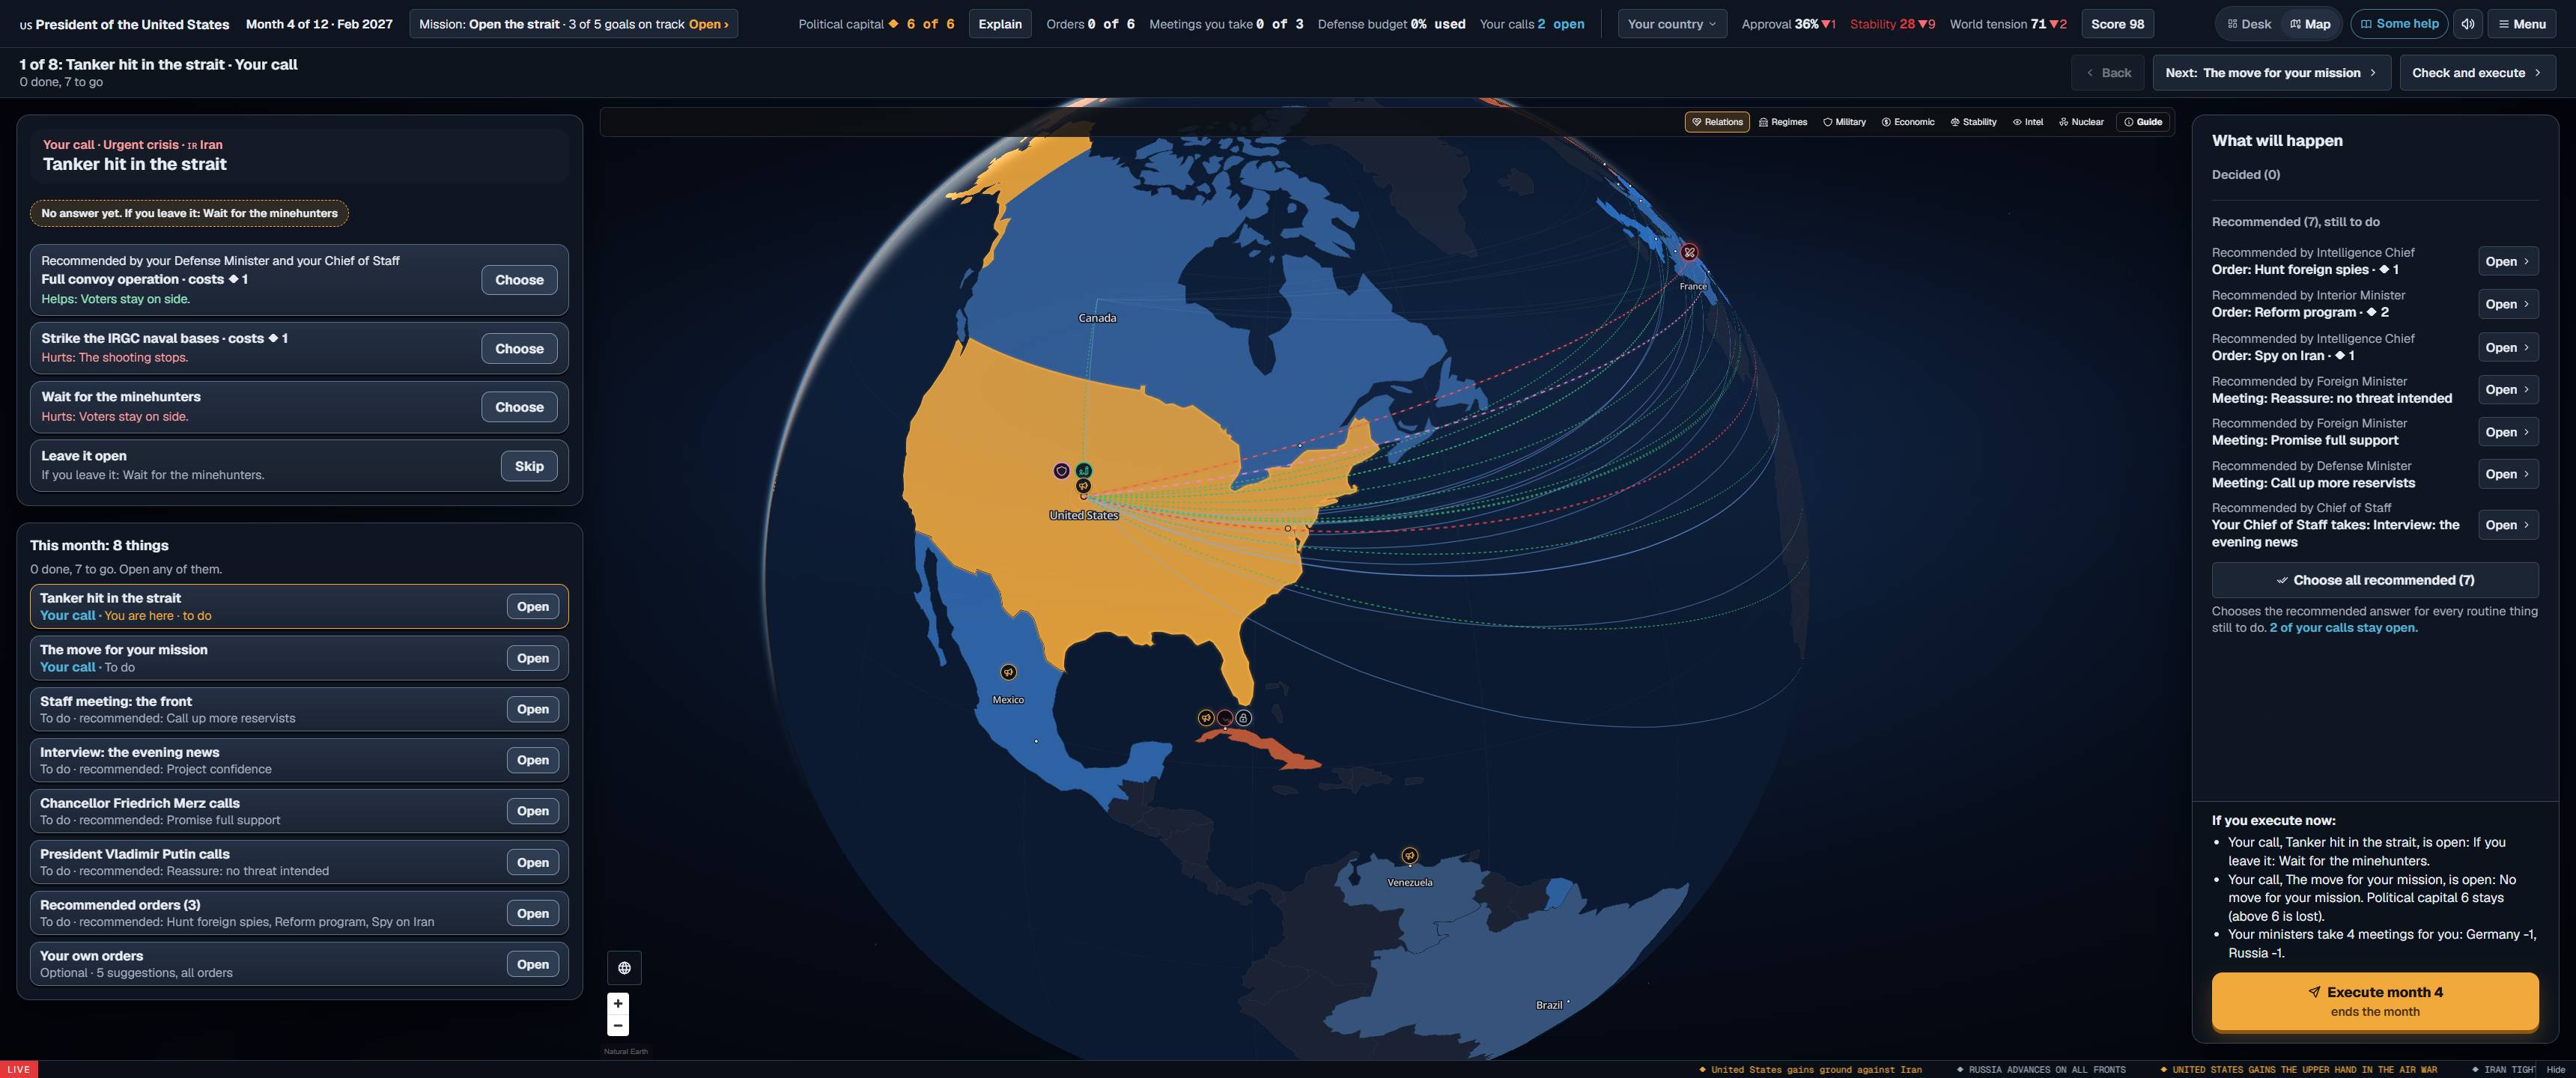 US President of the United States Month 4 of 12 · Feb 2027 Mission: Open the strait · 3 of 5 goals on track Open › Political capital ◆ 6 of 6 Explain Orders 0 of 6 Meetings you take 0 of 3 Defense budget 0% used Your calls 2 open Your country Approval 36% ▼1 Stability 28 ▼9 World tension 71 ▼2 Score 98 Desk Map Some help Menu
1 of 8: Tanker hit in the strait · Your call
0 done, 7 to go
Back Next: The move for your mission Check and execute
Relations Regimes Military Economic Stability Intel Nuclear Guide
Your call · Urgent crisis · IR Iran
Tanker hit in the strait
No answer yet. If you leave it: Wait for the minehunters
Recommended by your Defense Minister and your Chief of Staff
Full convoy operation · costs ◆ 1
Helps: Voters stay on side.
Choose
Strike the IRGC naval bases · costs ◆ 1
Hurts: The shooting stops.
Choose
Wait for the minehunters
Hurts: Voters stay on side.
Choose
Leave it open
If you leave it: Wait for the minehunters.
Skip
This month: 8 things
0 done, 7 to go. Open any of them.
Tanker hit in the strait
Your call · You are here · to do
Open
The move for your mission
Your call · To do
Open
Staff meeting: the front
To do · recommended: Call up more reservists
Open
Interview: the evening news
To do · recommended: Project confidence
Open
Chancellor Friedrich Merz calls
To do · recommended: Promise full support
Open
President Vladimir Putin calls
To do · recommended: Reassure: no threat intended
Open
Recommended orders (3)
To do · recommended: Hunt foreign spies, Reform program, Spy on Iran
Open
Your own orders
Optional · 5 suggestions, all orders
Open
France
Canada
United States
Mexico
Venezuela
Brazil
+
−
Natural Earth
What will happen
Decided (0)
Recommended (7), still to do
Recommended by Intelligence Chief
Order: Hunt foreign spies · ◆ 1
Open ›
Recommended by Interior Minister
Order: Reform program · ◆ 2
Open ›
Recommended by Intelligence Chief
Order: Spy on Iran · ◆ 1
Open ›
Recommended by Foreign Minister
Meeting: Reassure: no threat intended
Open ›
Recommended by Foreign Minister
Meeting: Promise full support
Open ›
Recommended by Defense Minister
Meeting: Call up more reservists
Open ›
Recommended by Chief of Staff
Your Chief of Staff takes: Interview: the
evening news
Open ›
Choose all recommended (7)
Chooses the recommended answer for every routine thing
still to do. 2 of your calls stay open.
If you execute now:
• Your call, Tanker hit in the strait, is open: If you
leave it: Wait for the minehunters.
• Your call, The move for your mission, is open: No
move for your mission. Political capital 6 stays
(above 6 is lost).
• Your ministers take 4 meetings for you: Germany -1,
Russia -1.
Execute month 4
ends the month
LIVE ◆ United States gains ground against Iran ◆ RUSSIA ADVANCES ON ALL FRONTS ◆ UNITED STATES GAINS THE UPPER HAND IN THE AIR WAR ◆ IRAN TIGHT Hide